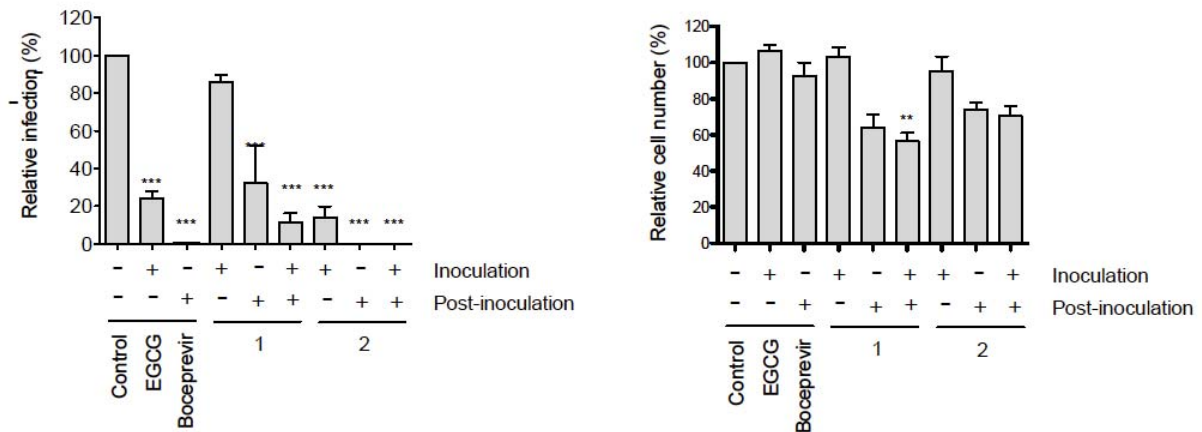 Relative infection (%)
120
100
80
60
40
20
0
***
***
***
***
***
***
***
- + - + - + + - + Inoculation
- - + - + + - + + Post-inoculation
Control
EGCG
Boceprevir
1
2
Relative cell number (%)
120
100
80
60
40
20
0
**
- + - + - + + - + Inoculation
- - + - + + - + + Post-inoculation
Control
EGCG
Boceprevir
1
2